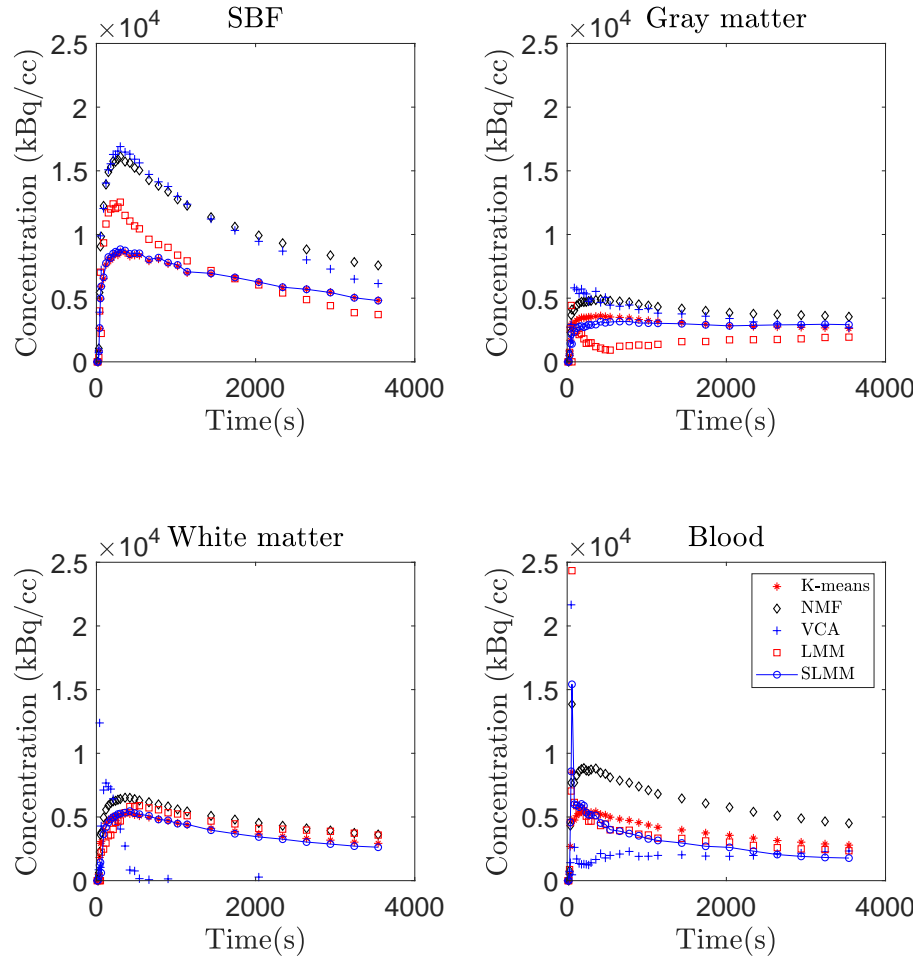 SBF
×10⁴
2.5
2
1.5
1
0.5
0
0
2000
4000
Concentration (kBq/cc)
Time(s)
Gray matter
×10⁴
2.5
2
1.5
1
0.5
0
0
2000
4000
Concentration (kBq/cc)
Time(s)
White matter
×10⁴
2.5
2
1.5
1
0.5
0
0
2000
4000
Concentration (kBq/cc)
Time(s)
Blood
×10⁴
2.5
2
1.5
1
0.5
0
0
2000
4000
Concentration (kBq/cc)
Time(s)
K-means
NMF
VCA
LMM
SLMM